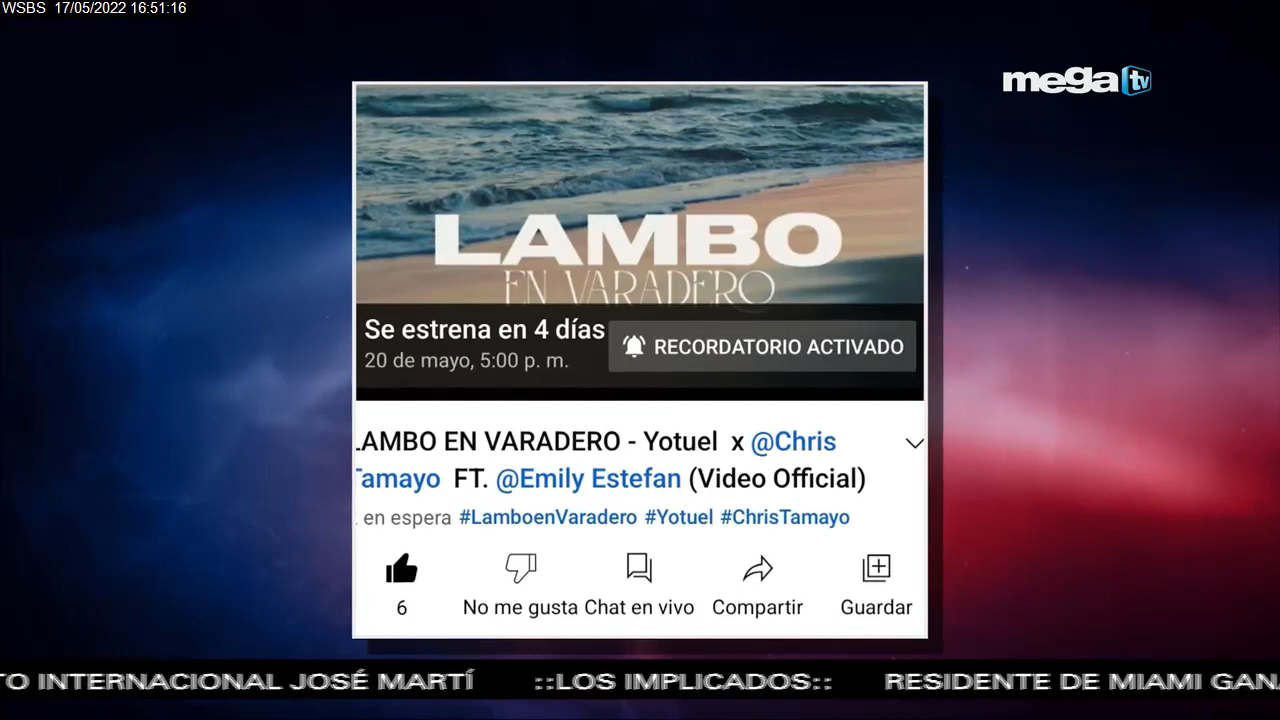 WSBS 17/05/2022 16:51:16
mega tv
LAMBO
EN VARADERO
Se estrena en 4 días
20 de mayo, 5:00 p. m.
RECORDATORIO ACTIVADO
LAMBO EN VARADERO - Yotuel x @Chris
Tamayo FT. @Emily Estefan (Video Official)
en espera #LamboenVaradero #Yotuel #ChrisTamayo
6
No me gusta
Chat en vivo
Compartir
Guardar
TO INTERNACIONAL JOSÉ MARTÍ ::LOS IMPLICADOS:: RESIDENTE DE MIAMI GANA